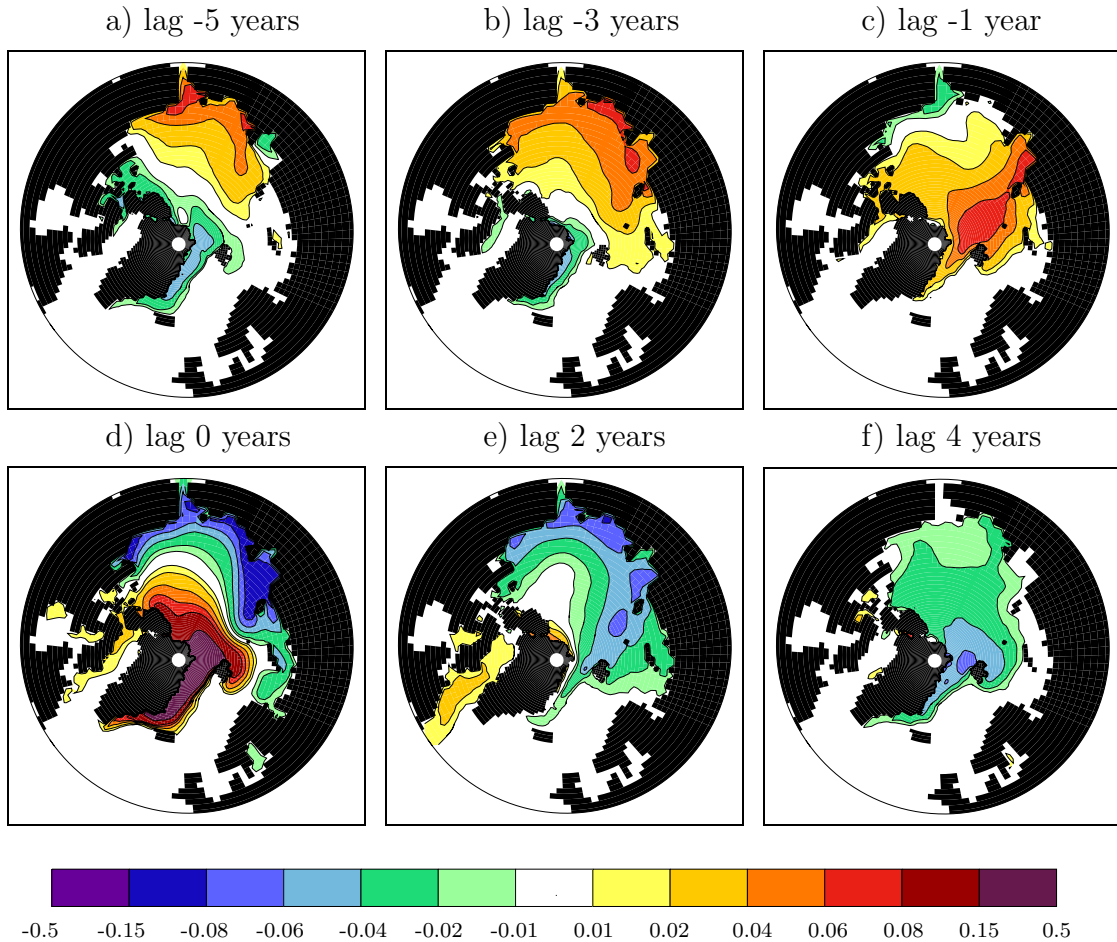 a) lag -5 years b) lag -3 years c) lag -1 year
d) lag 0 years e) lag 2 years f) lag 4 years
-0.5 -0.15 -0.08 -0.06 -0.04 -0.02 -0.01 0.01 0.02 0.04 0.06 0.08 0.15 0.5